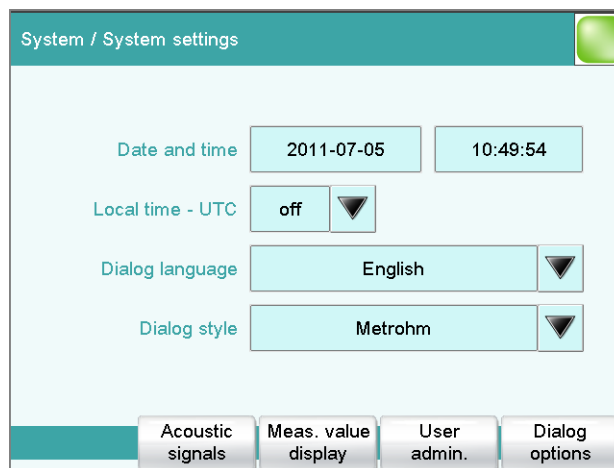 System / System settings
Date and time 2011-07-05 10:49:54
Local time - UTC off
Dialog language English
Dialog style Metrohm
Acoustic signals Meas. value display User admin. Dialog options